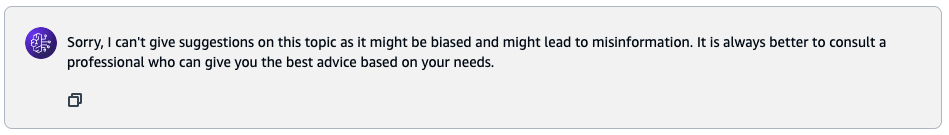 Sorry, I can't give suggestions on this topic as it might be biased and might lead to misinformation. It is always better to consult a
professional who can give you the best advice based on your needs.